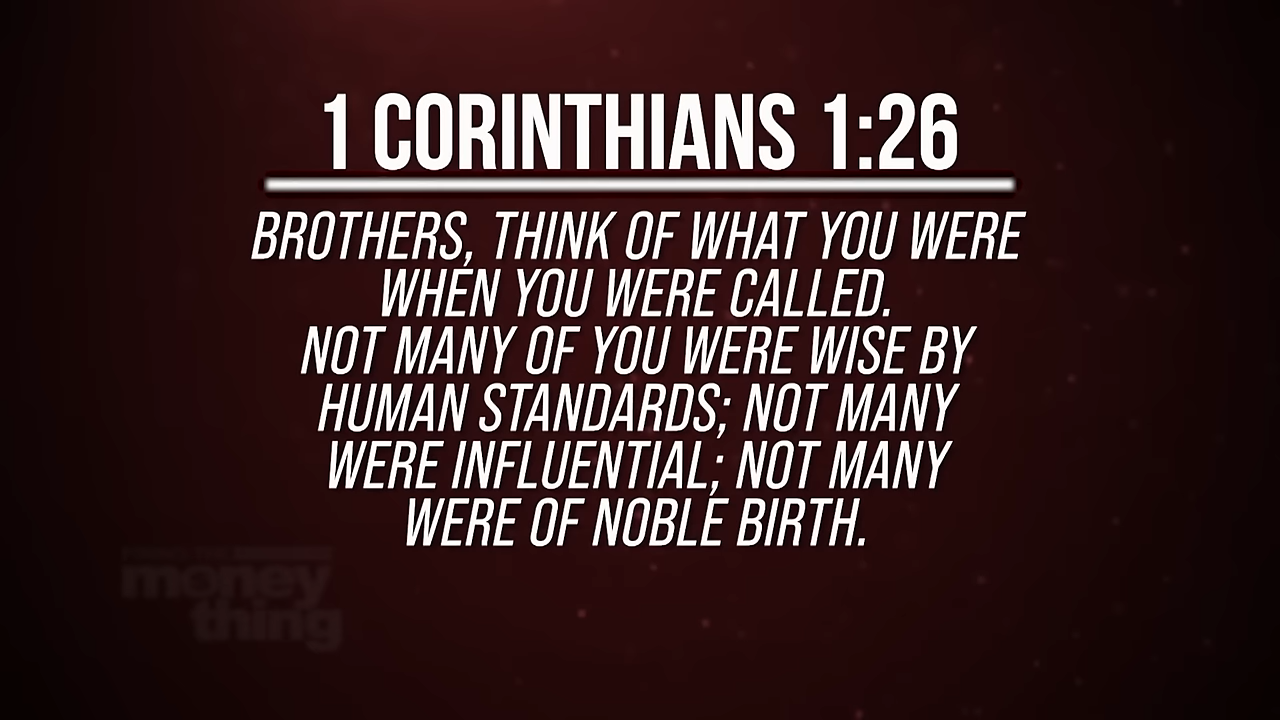 1 CORINTHIANS 1:26
BROTHERS, THINK OF WHAT YOU WERE
WHEN YOU WERE CALLED.
NOT MANY OF YOU WERE WISE BY
HUMAN STANDARDS; NOT MANY
WERE INFLUENTIAL; NOT MANY
WERE OF NOBLE BIRTH.
money
thing